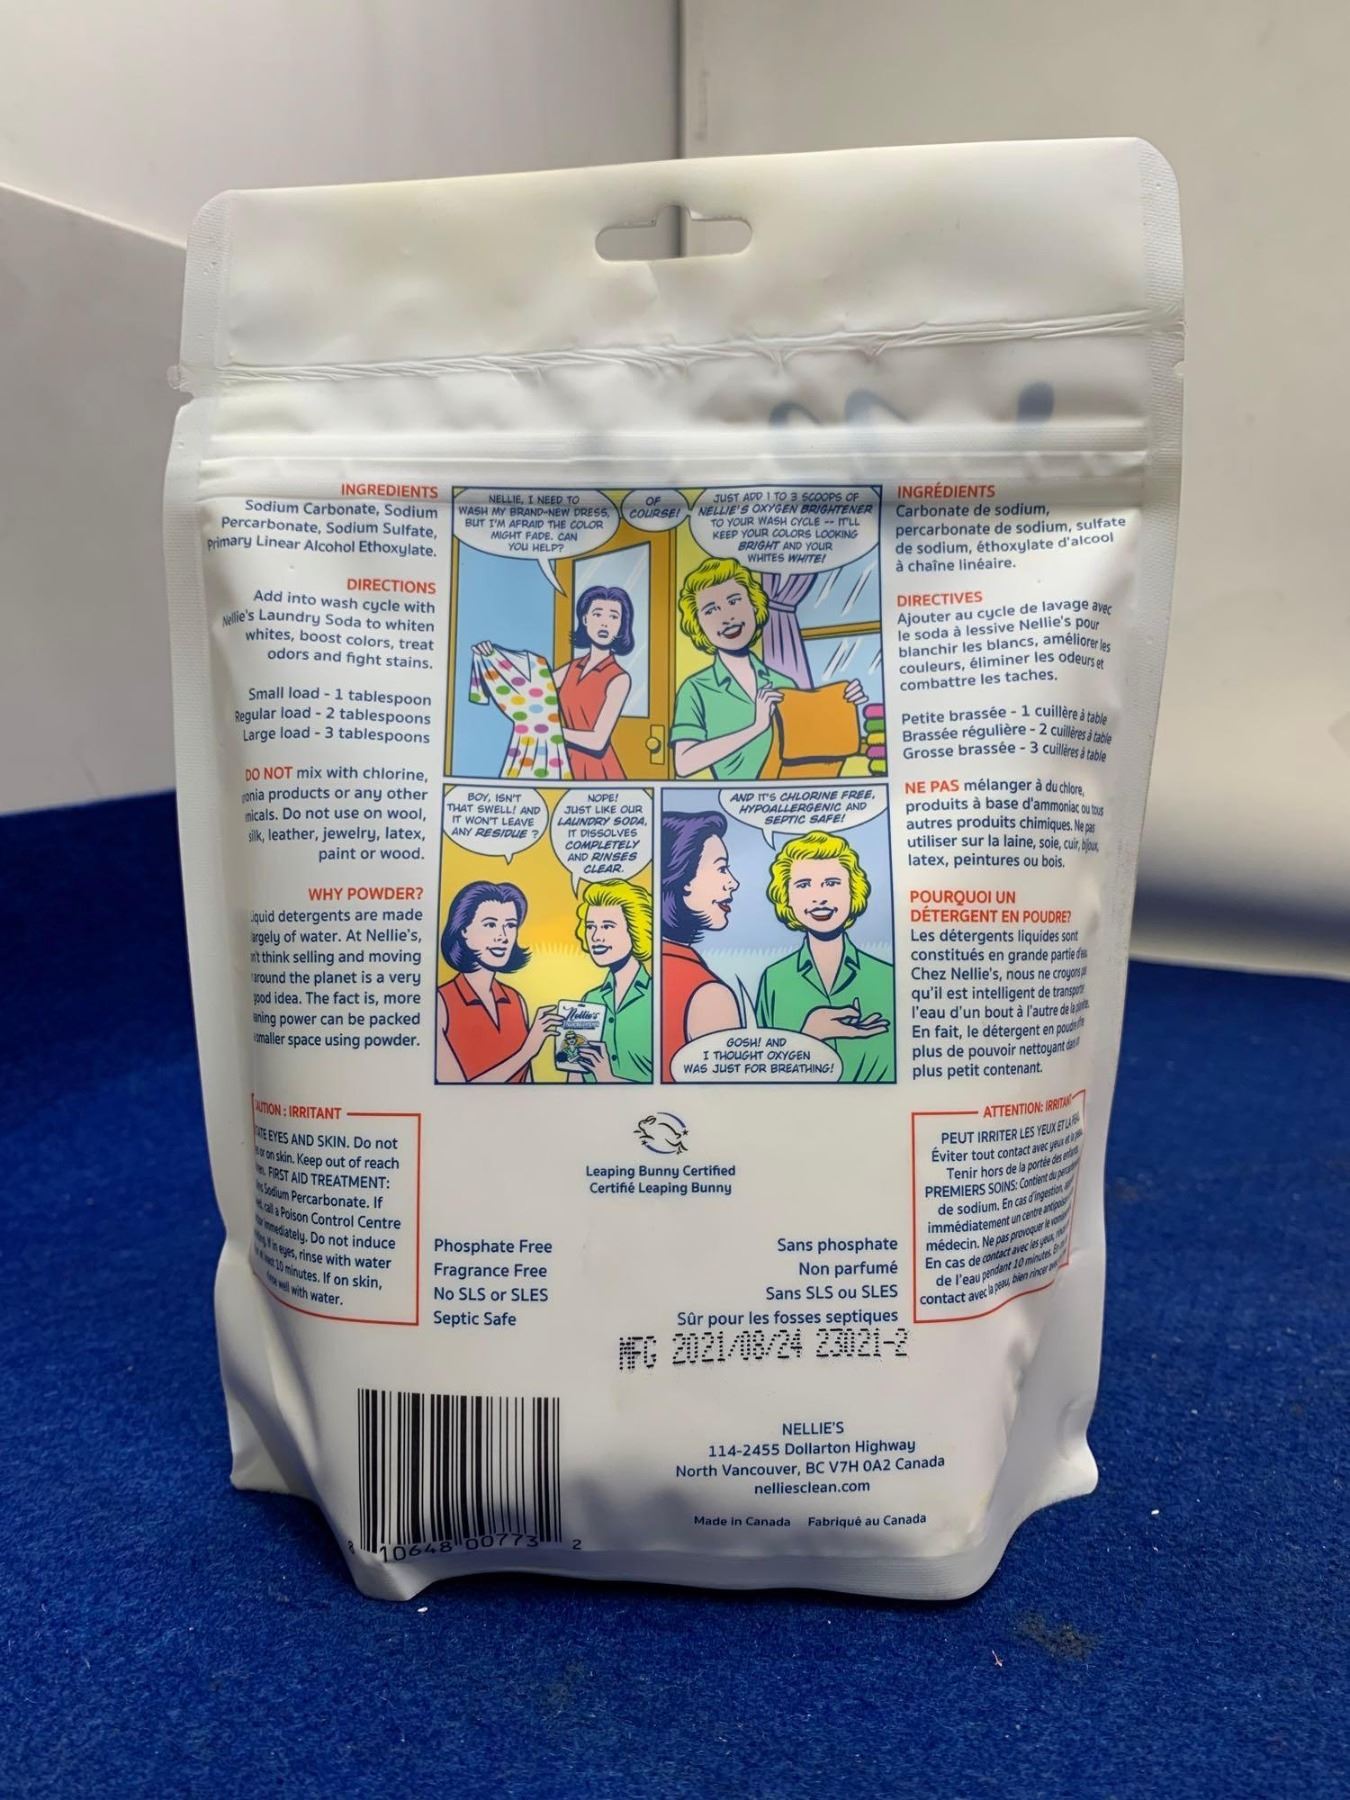 INGREDIENTS
Sodium Carbonate, Sodium
Percarbonate, Sodium Sulfate,
Primary Linear Alcohol Ethoxylate.
DIRECTIONS
Add into wash cycle with
Nellie's Laundry Soda to whiten
whites, boost colors, treat
odors and fight stains.
Small load - 1 tablespoon
Regular load - 2 tablespoons
Large load - 3 tablespoons
DO NOT mix with chlorine,
products or any other
Do not use on wool,
silk, leather, jewelry, latex,
paint or wood.
WHY POWDER?
detergents are made
of water. At Nellie's,
think selling and moving
around the planet is a very
idea. The fact is, more
power can be packed
space using powder.
: IRRITANT
EYES AND SKIN. Do not
on skin. Keep out of reach
FIRST AID TREATMENT:
Sodium Percarbonate. If
call a Poison Control Centre
immediately. Do not induce
If in eyes, rinse with water
10 minutes. If on skin,
well with water.
NELLIE, I NEED TO
WASH MY BRAND-NEW DRESS,
BUT I'M AFRAID THE COLOR
MIGHT FADE. CAN
YOU HELP?
OF
COURSE!
JUST ADD 1 TO 3 SCOOPS OF
NELLIE'S OXYGEN BRIGHTENER
TO YOUR WASH CYCLE -- IT'LL
KEEP YOUR COLORS LOOKING
BRIGHT AND YOUR
WHITES WHITE!
BOY, ISN'T
THAT SWELL! AND
IT WON'T LEAVE
ANY RESIDUE ?
NOPE!
JUST LIKE OUR
LAUNDRY SODA,
IT DISSOLVES
COMPLETELY
AND RINSES
CLEAR.
Nellie's
AND IT'S CHLORINE FREE,
HYPOALLERGENIC AND
SEPTIC SAFE!
GOSH! AND
I THOUGHT OXYGEN
WAS JUST FOR BREATHING!
Leaping Bunny Certified
Certifié Leaping Bunny
Phosphate Free
Fragrance Free
No SLS or SLES
Septic Safe
Sans phosphate
Non parfumé
Sans SLS ou SLES
Sûr pour les fosses septiques
MFG 2021/08/24 23021-2
INGRÉDIENTS
Carbonate de sodium,
percarbonate de sodium, sulfate
de sodium, éthoxylate d'alcool
à chaîne linéaire.
DIRECTIVES
Ajouter au cycle de lavage avec
le soda à lessive Nellie's pour
blanchir les blancs, améliorer les
couleurs, éliminer les odeurs et
combattre les taches.
Petite brassée - 1 cuillère à table
Brassée régulière - 2 cuillères à table
Grosse brassée - 3 cuillères à table
NE PAS mélanger à du chlore,
produits à base d'ammoniac ou tous
autres produits chimiques. Ne pas
utiliser sur la laine, soie, cuir, bijoux,
latex, peintures ou bois.
POURQUOI UN
DÉTERGENT EN POUDRE?
Les détergents liquides sont
constitués en grande partie d'eau.
Chez Nellie's, nous ne croyons pas
qu'il est intelligent de transporter
l'eau d'un bout à l'autre de la
En fait, le détergent en poudre
plus de pouvoir nettoyant dans
plus petit contenant.
ATTENTION: IRRITANT
PEUT IRRITER LES YEUX ET LA
Éviter tout contact avec yeux et la
Tenir hors de la portée des enfants.
PREMIERS SOINS: Contient du
de sodium. En cas d'ingestion,
immédiatement un centre antipoison
médecin. Ne pas provoquer le
En cas de contact avec les yeux,
de l'eau pendant 10 minutes. En
contact avec la peau, bien rincer
8 10648 00773 2
NELLIE'S
114-2455 Dollarton Highway
North Vancouver, BC V7H 0A2 Canada
nelliesclean.com
Made in Canada Fabriqué au Canada